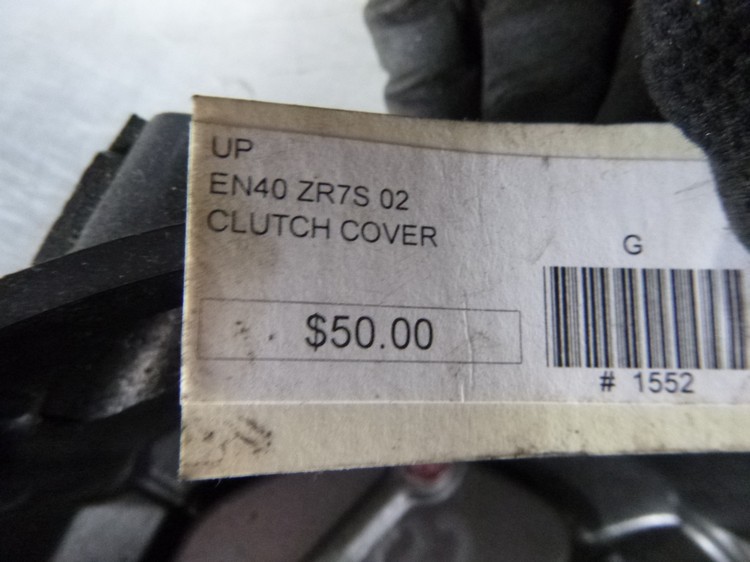 UP
EN40 ZR7S 02
CLUTCH COVER
G
$50.00
# 1552